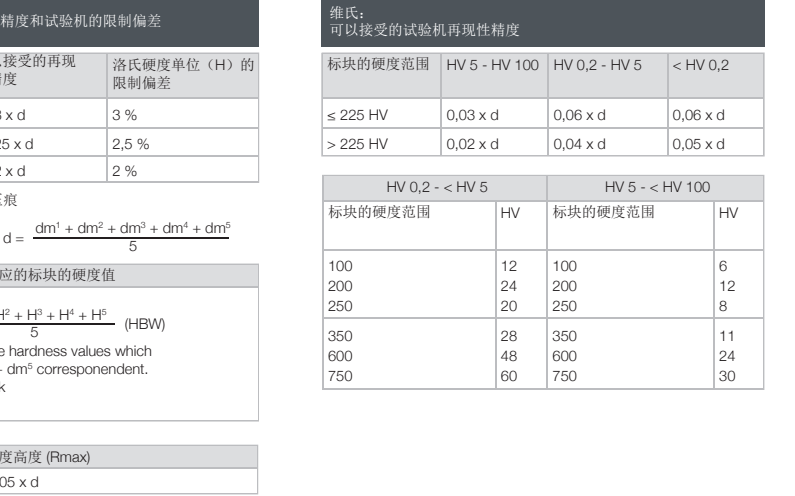 精度和试验机的限制偏差
接受的再现
度
洛氏硬度单位（H）的
限制偏差
x d
3 %
25 x d
2,5 %
x d
2 %
痕
d = dm¹ + dm² + dm³ + dm⁴ + dm⁵
5
应的标块的硬度值
H² + H³ + H⁴ + H⁵
5
(HBW)
e hardness values which
- dm⁵ corresponendent.
k
度高度 (Rmax)
05 x d
维氏：
可以接受的试验机再现性精度
标块的硬度范围 HV 5 - HV 100 HV 0,2 - HV 5 < HV 0,2
≤ 225 HV 0,03 x d 0,06 x d 0,06 x d
> 225 HV 0,02 x d 0,04 x d 0,05 x d
HV 0,2 - < HV 5 HV 5 - < HV 100
标块的硬度范围 HV 标块的硬度范围 HV
100 12 100 6
200 24 200 12
250 20 250 8
350 28 350 11
600 48 600 24
750 60 750 30